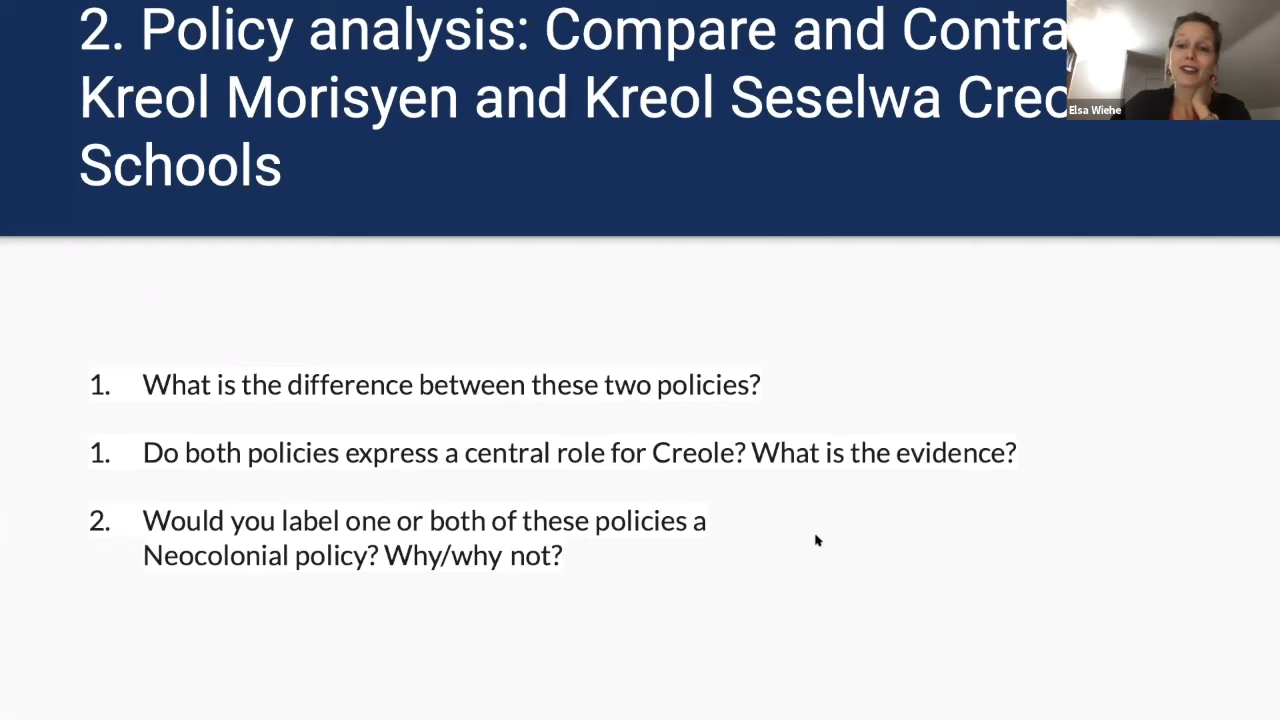 2. Policy analysis: Compare and Contra
Kreol Morisyen and Kreol Seselwa Creo
Schools
Elsa Wiehe
1. What is the difference between these two policies?
1. Do both policies express a central role for Creole? What is the evidence?
2. Would you label one or both of these policies a
Neocolonial policy? Why/why not?